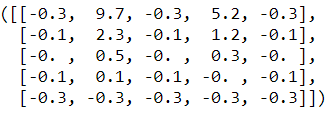 ([[-0.3,  9.7, -0.3,  5.2, -0.3],
[-0.1,  2.3, -0.1,  1.2, -0.1],
[-0. ,  0.5, -0. ,  0.3, -0. ],
[-0.1,  0.1, -0.1, -0. , -0.1],
[-0.3, -0.3, -0.3, -0.3, -0.3]])